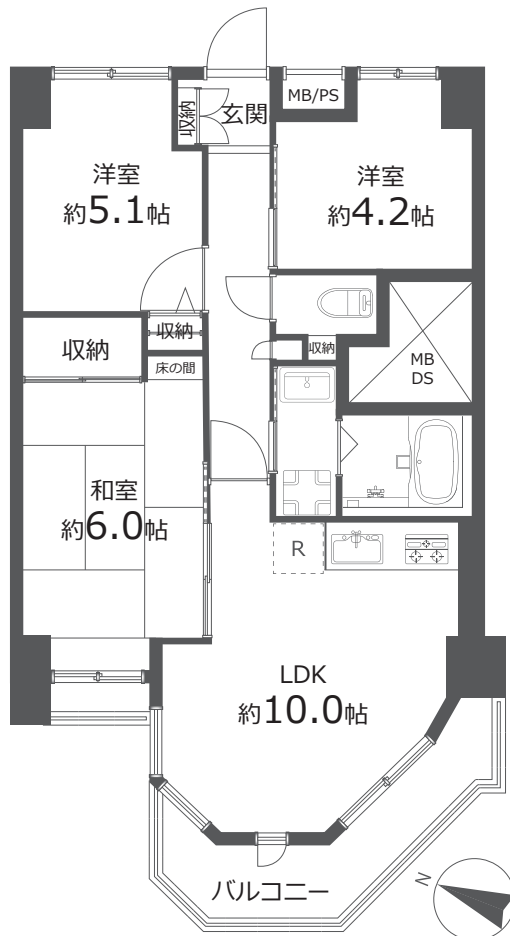 MB/PS
収納
玄関
洋室
約5.1帖
洋室
約4.2帖
収納
収納
収納
床の間
MB
DS
和室
約6.0帖
R
LDK
約10.0帖
バルコニー
N